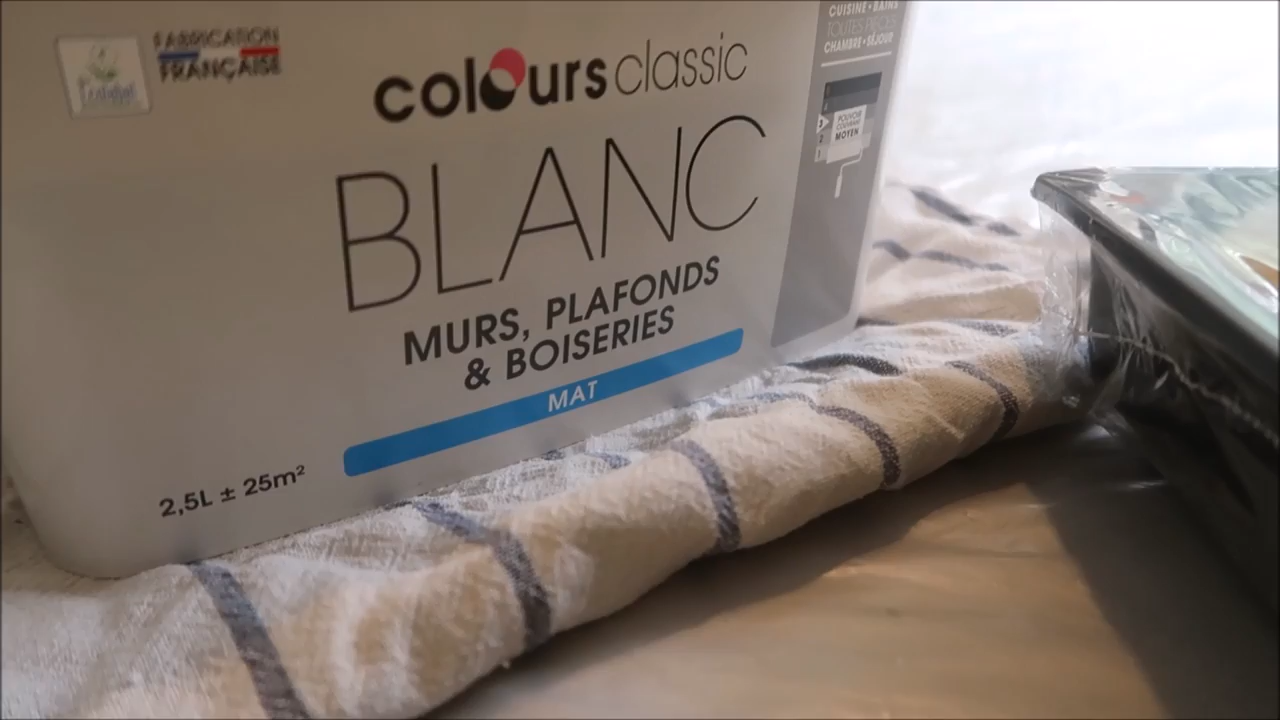 FABRICATION
FRANÇAISE
colours classic
BLANC
MURS, PLAFONDS
& BOISERIES
MAT
2,5L ± 25m²
CUISINE • BAINS
TOUTES PIÈCES
CHAMBRE • SÉJOUR
POUVOIR
COUVRANT
MOYEN